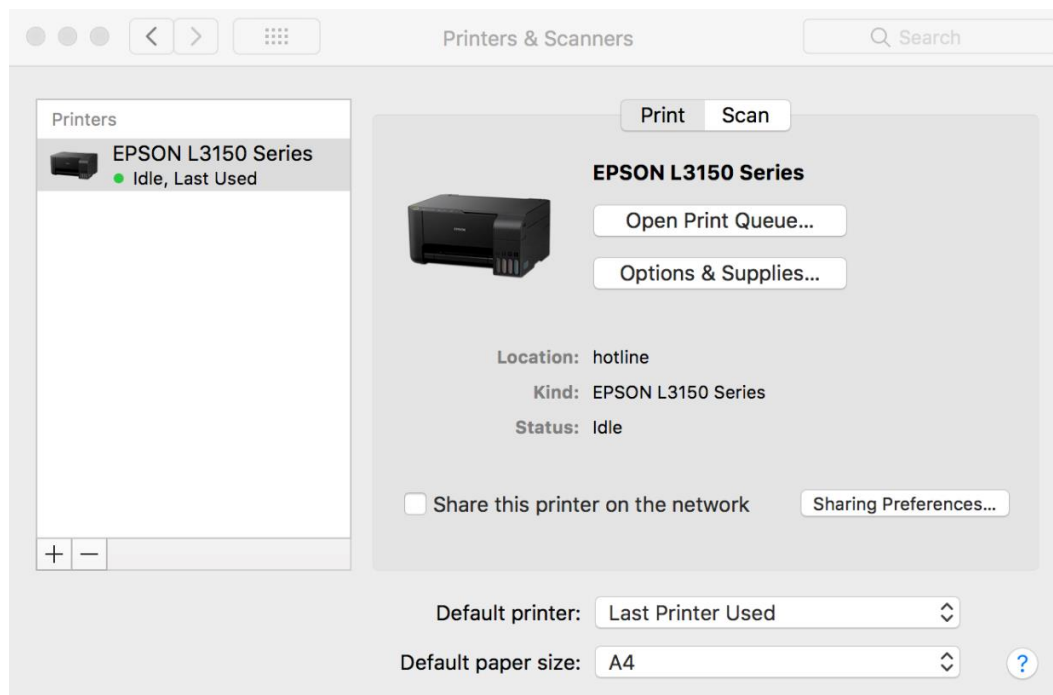 Printers & Scanners
Search
Printers
EPSON L3150 Series
Idle, Last Used
Print Scan
EPSON L3150 Series
Open Print Queue...
Options & Supplies...
Location: hotline
Kind: EPSON L3150 Series
Status: Idle
Share this printer on the network
Sharing Preferences...
Default printer: Last Printer Used
Default paper size: A4
?